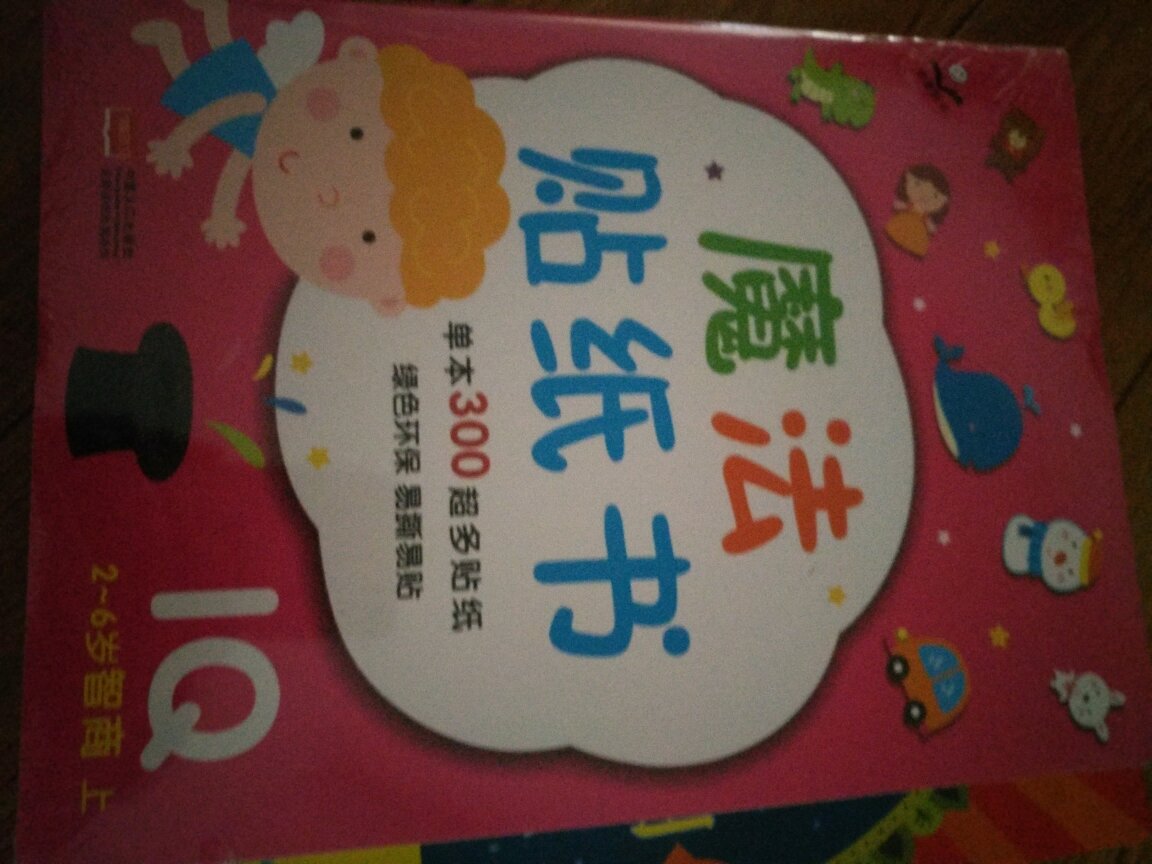 魔法
贴纸书
单本300超多贴纸
绿色环保 易撕易贴
IQ
2~6岁智商 上